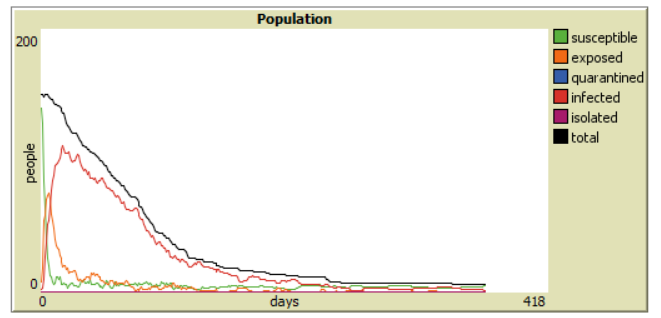 Population
200
people
0
0
days
418
susceptible
exposed
quarantined
infected
isolated
total